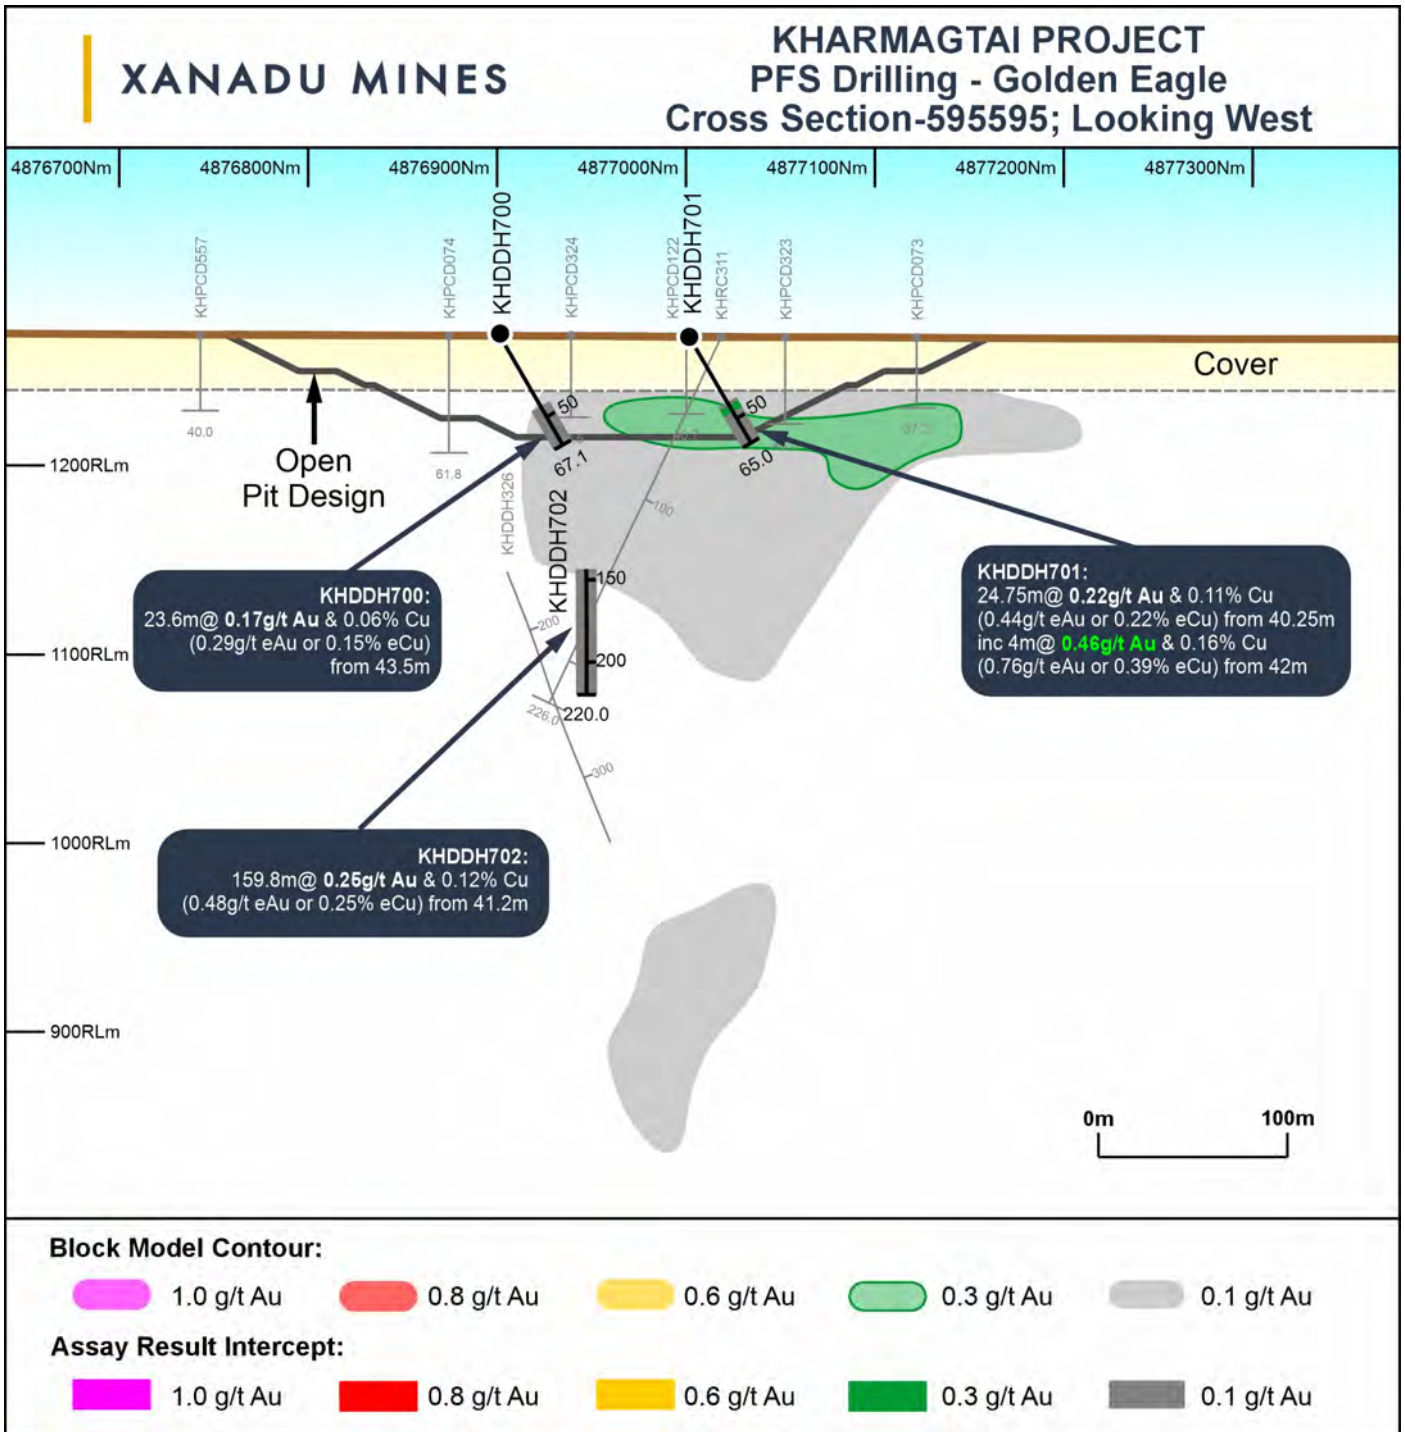 XANADU MINES
KHARMAGTAI PROJECT
PFS Drilling - Golden Eagle
Cross Section-595595; Looking West
4876700Nm
4876800Nm
4876900Nm
4877000Nm
4877100Nm
4877200Nm
4877300Nm
KHPCD557
KHPCD074
KHDDH700
KHPCD324
KHPCD122
KHDDH701
KHRC311
KHPCD323
KHPCD073
Cover
40.0
61.8
50
67.1
50
65.0
Open
Pit Design
1200RLm
1100RLm
1000RLm
900RLm
KHDDH326
KHDDH702
100
150
200
200
226.0
220.0
300
KHDDH700:
23.6m@ 0.17g/t Au & 0.06% Cu
(0.29g/t eAu or 0.15% eCu)
from 43.5m
KHDDH701:
24.75m@ 0.22g/t Au & 0.11% Cu
(0.44g/t eAu or 0.22% eCu) from 40.25m
inc 4m@ 0.46g/t Au & 0.16% Cu
(0.76g/t eAu or 0.39% eCu) from 42m
KHDDH702:
159.8m@ 0.25g/t Au & 0.12% Cu
(0.48g/t eAu or 0.25% eCu) from 41.2m
0m
100m
Block Model Contour:
1.0 g/t Au
0.8 g/t Au
0.6 g/t Au
0.3 g/t Au
0.1 g/t Au
Assay Result Intercept:
1.0 g/t Au
0.8 g/t Au
0.6 g/t Au
0.3 g/t Au
0.1 g/t Au